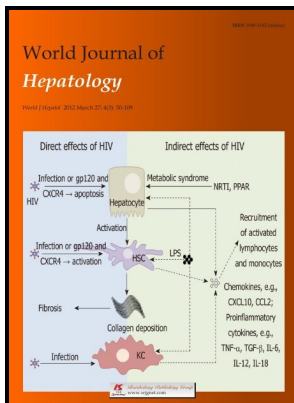 World Journal of
Hepatology
World J Hepatol 2012 March 27; 4(3): 50-109
Direct effects of HIV
Indirect effects of HIV
Infection or gp120 and
CXCR4 → apoptosis
HIV
Hepatocyte
Metabolic syndrome
NRTI, PPAR
Activation
Recruitment
of activated
lymphocytes
and monocytes
Infection or gp120 and
CXCR4 → activation
HSC
LPS
Fibrosis
Collagen deposition
Chemokines, e.g.,
CXCL10, CCL2;
Proinflammatory
cytokines, e.g.,
TNF-α, TGF-β, IL-6,
IL-12, IL-18
Infection
KC
www.wjgnet.com